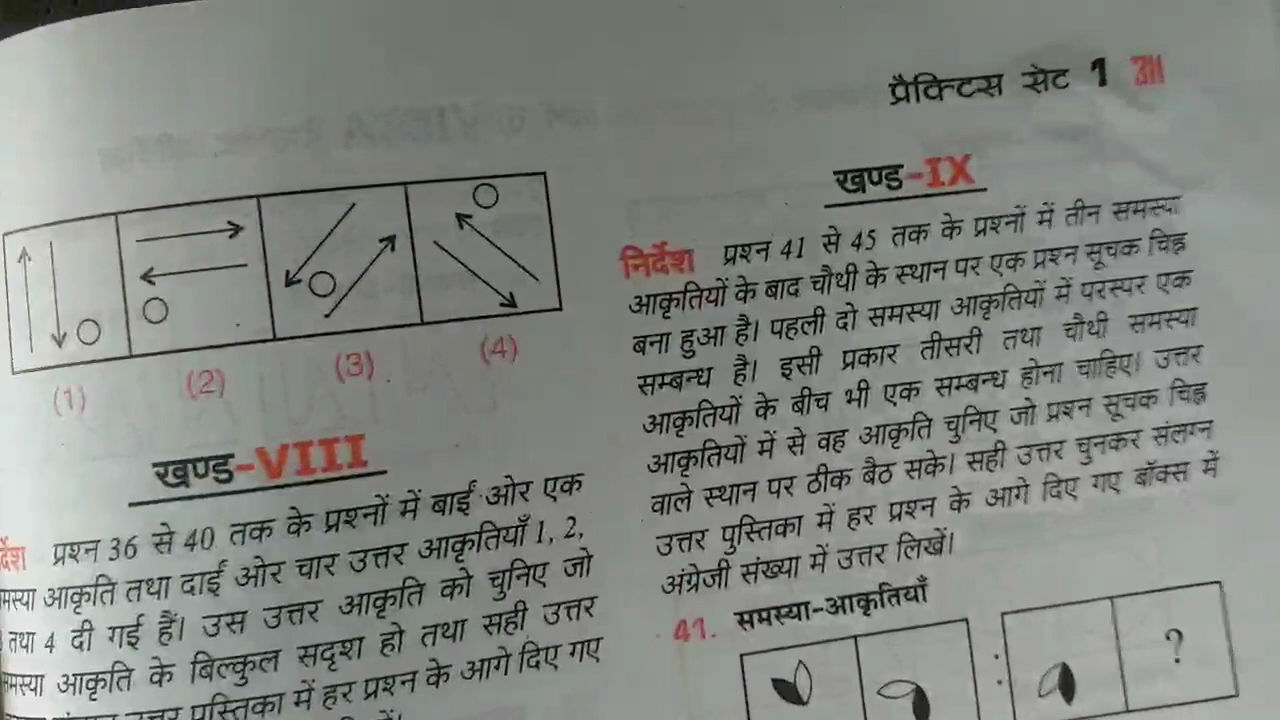 प्रैक्टिस सेट 1
(1) (2) (3) (4)
खण्ड-VIII
प्रश्न 36 से 40 तक के प्रश्नों में बाईं ओर एक
आकृति तथा दाईं ओर चार उत्तर आकृतियाँ 1, 2,
तथा 4 दी गई हैं। उस उत्तर आकृति को चुनिए जो
आकृति के बिल्कुल सदृश हो तथा सही उत्तर
में हर प्रश्न के आगे दिए गए
खण्ड-IX
निर्देश प्रश्न 41 से 45 तक के प्रश्नों में तीन समस्या
आकृतियों के बाद चौथी के स्थान पर एक प्रश्न सूचक चिह्न
बना हुआ है। पहली दो समस्या आकृतियों में परस्पर एक
सम्बन्ध है। इसी प्रकार तीसरी तथा चौथी समस्या
आकृतियों के बीच भी एक सम्बन्ध होना चाहिए। उत्तर
आकृतियों में से वह आकृति चुनिए जो प्रश्न सूचक चिह्न
वाले स्थान पर ठीक बैठ सके। सही उत्तर चुनकर संलग्न
उत्तर पुस्तिका में हर प्रश्न के आगे दिए गए बॉक्स में
अंग्रेजी संख्या में उत्तर लिखें।
41. समस्या-आकृतियाँ
: ?